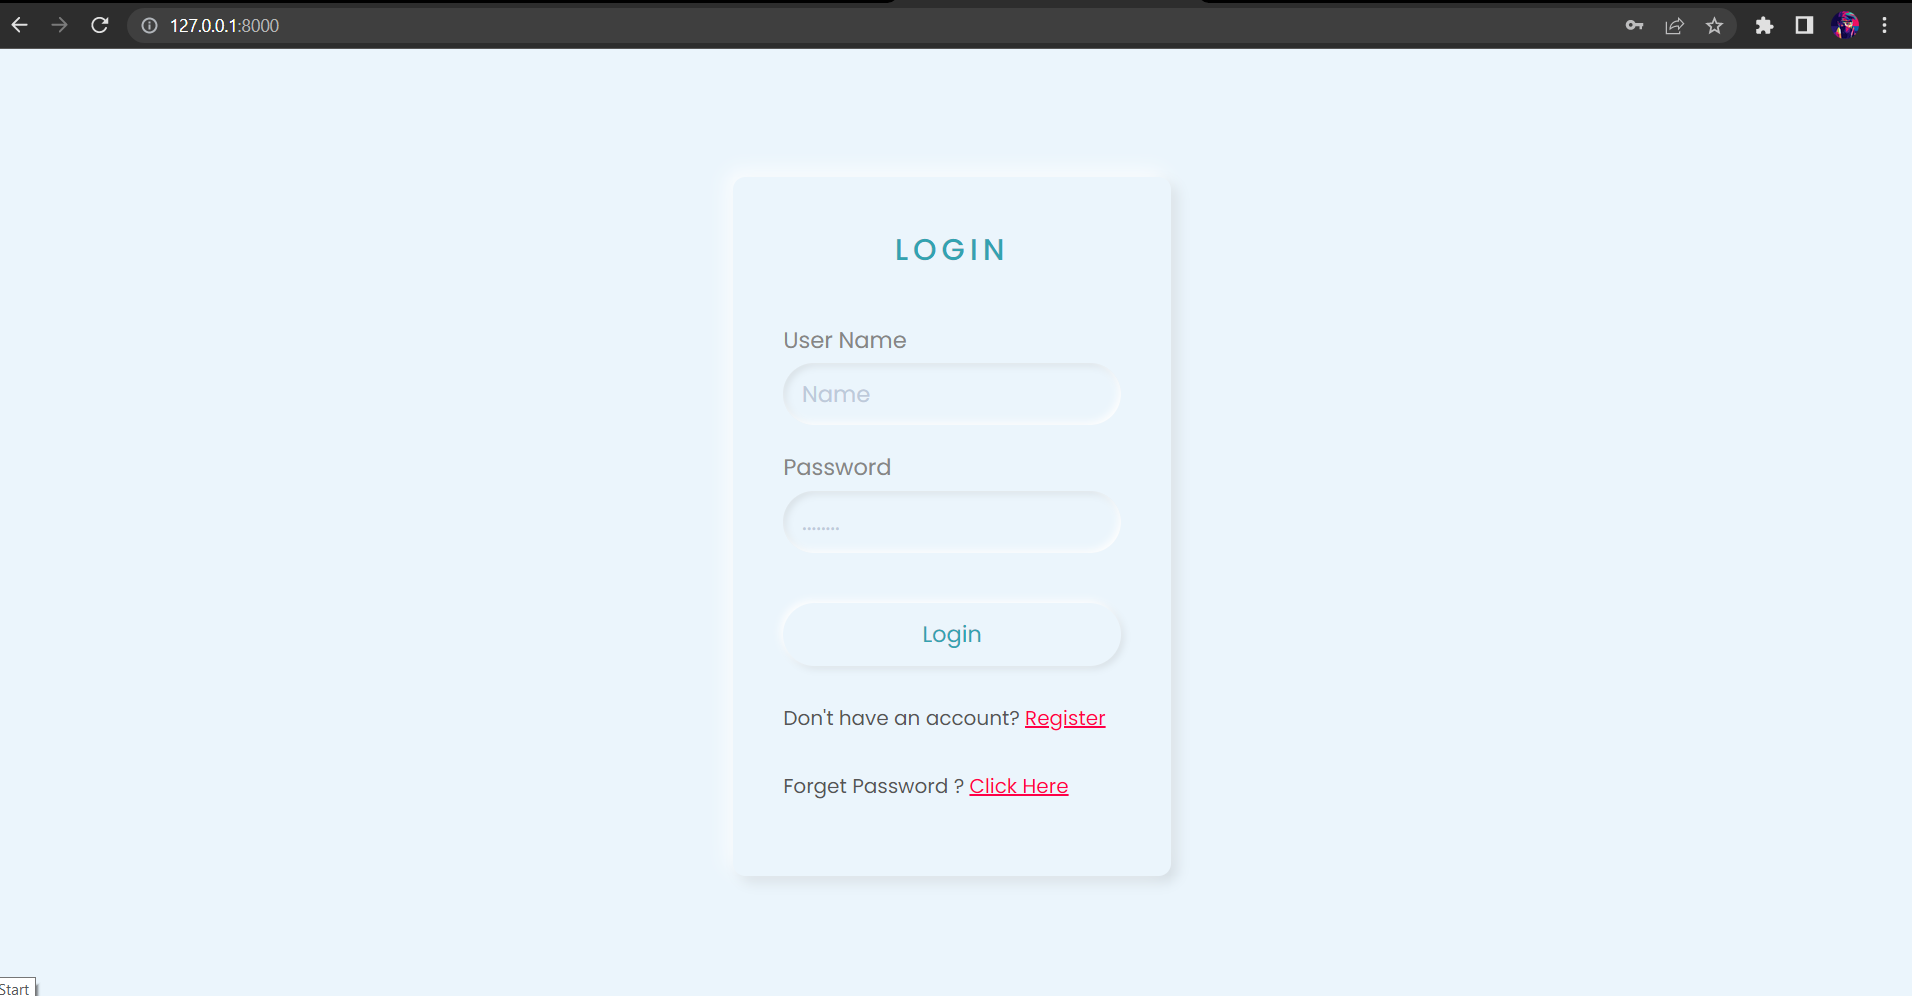 127.0.0.1:8000
LOGIN
User Name
Name
Password
........
Login
Don't have an account? Register
Forget Password ? Click Here
Start